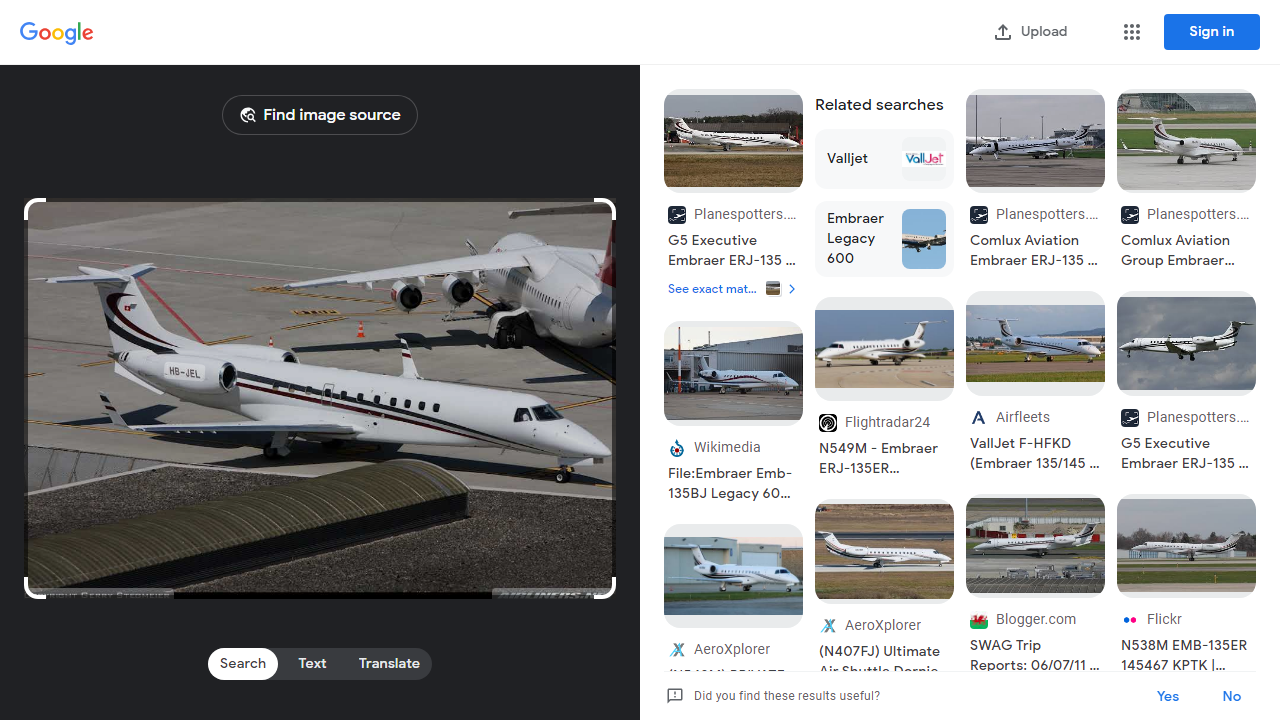 Google
Upload
Sign in
Find image source
HB-JEL
Search
Text
Translate
Planespotters....
G5 Executive
Embraer ERJ-135 ...
See exact mat...
Wikimedia
File:Embraer Emb-
135BJ Legacy 60...
AeroXplorer
Related searches
Valljet
VallJet
Embraer
Legacy
600
Flightradar24
N549M - Embraer
ERJ-135ER...
AeroXplorer
(N407FJ) Ultimate
Air Shuttle Dornie
Planespotters....
Comlux Aviation
Embraer ERJ-135 ...
Airfleets
ValIJet F-HFKD
(Embraer 135/145 ...
Blogger.com
SWAG Trip
Reports: 06/07/11 ...
Planespotters....
Comlux Aviation
Group Embraer...
Planespotters....
G5 Executive
Embraer ERJ-135 ...
Flickr
N538M EMB-135ER
145467 KPTK |...
Did you find these results useful?
Yes
No